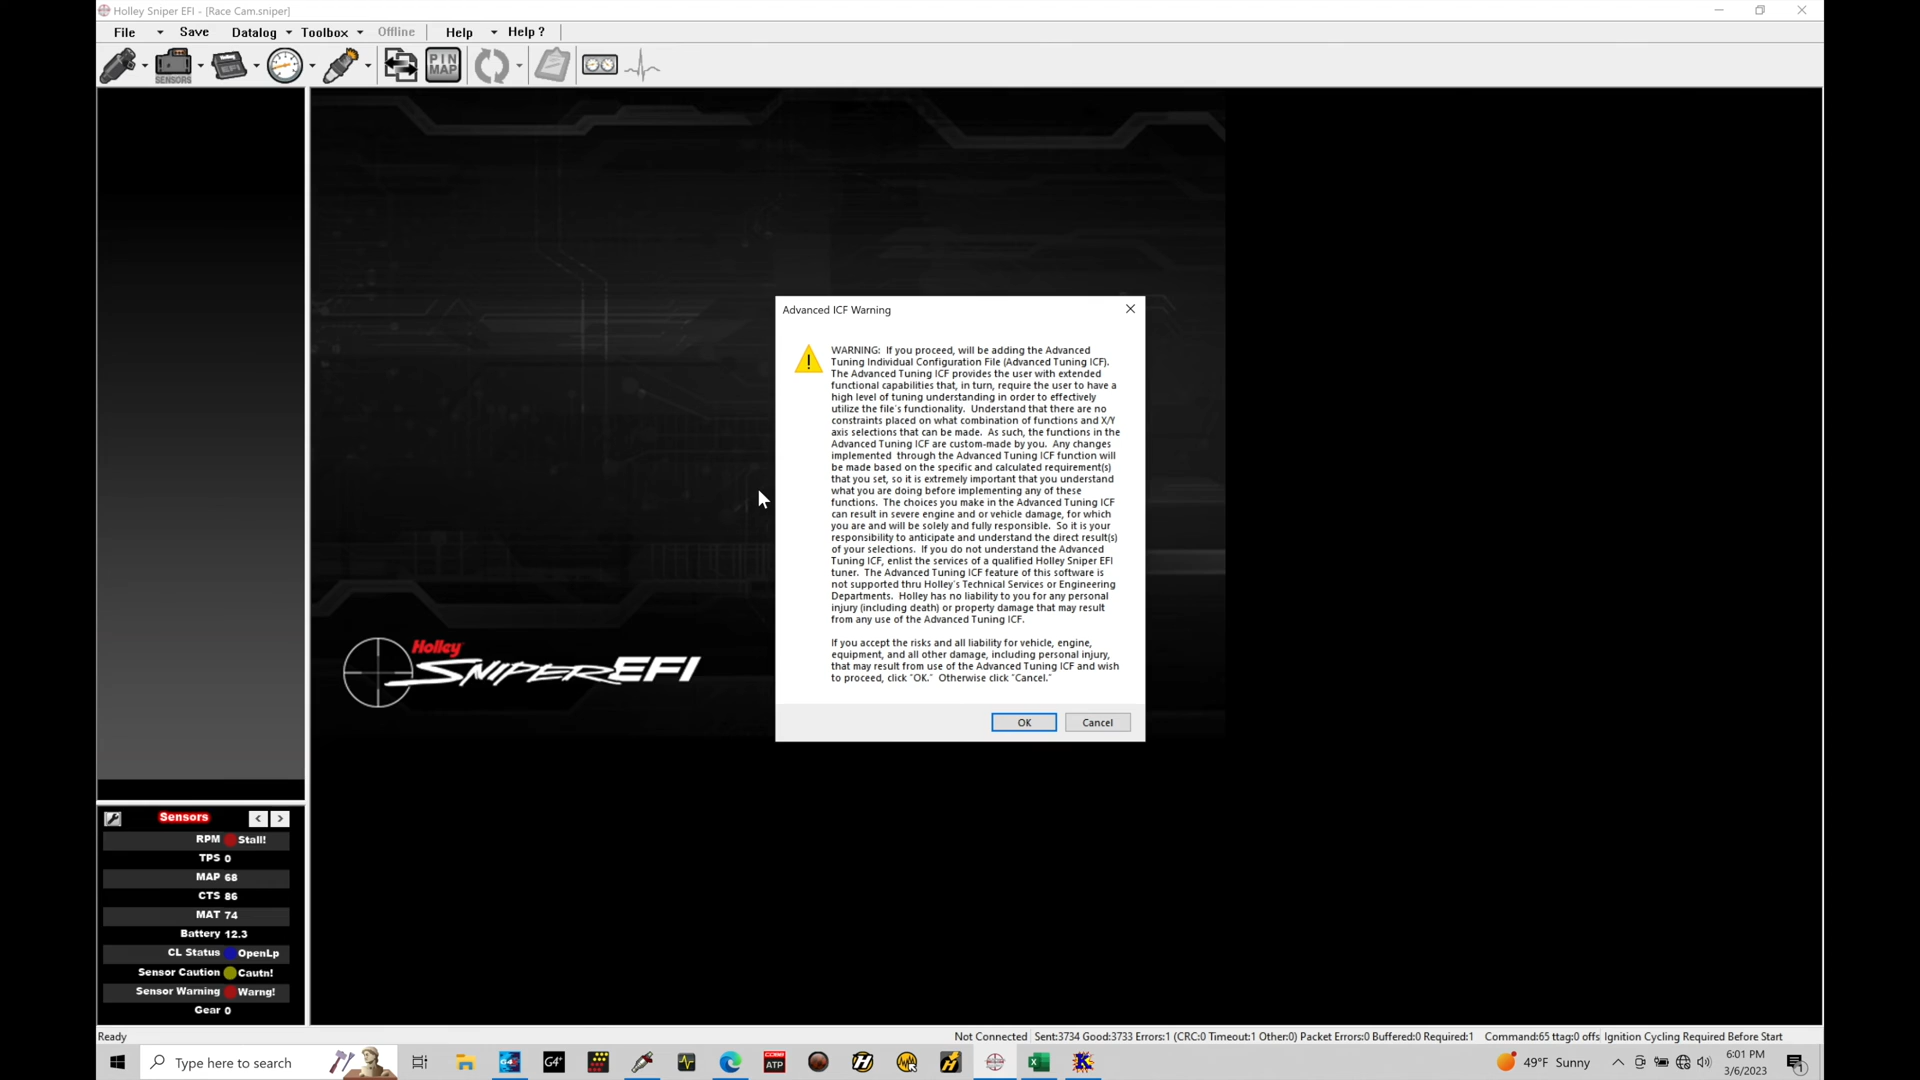 Holley Sniper EFI - [Race Cam.sniper]
File Save Datalog Toolbox Offline Help Help ?
SENSORS
EFI
PIN
MAP
Advanced ICF Warning
WARNING: If you proceed, will be adding the Advanced
Tuning Individual Configuration File (Advanced Tuning ICF).
The Advanced Tuning ICF provides the user with extended
functional capabilities that, in turn, require the user to have a
high level of tuning understanding in order to effectively
utilize the file's functionality. Understand that there are no
constraints placed on what combination of functions and X/Y
axis selections that can be made. As such, the functions in the
Advanced Tuning ICF are custom-made by you. Any changes
implemented through the Advanced Tuning ICF function will
be made based on the specific and calculated requirement(s)
that you set, so it is extremely important that you understand
what you are doing before implementing any of these
functions. The choices you make in the Advanced Tuning ICF
can result in severe engine and or vehicle damage, for which
you are and will be solely and fully responsible. So it is your
responsibility to anticipate and understand the direct result(s)
of your selections. If you do not understand the Advanced
Tuning ICF, enlist the services of a qualified Holley Sniper EFI
tuner. The Advanced Tuning ICF feature of this software is
not supported thru Holley's Technical Services or Engineering
Departments. Holley has no liability to you for any personal
injury (including death) or property damage that may result
from any use of the Advanced Tuning ICF.
If you accept the risks and all liability for vehicle, engine,
equipment, and all other damage, including personal injury,
that may result from use of the Advanced Tuning ICF and wish
to proceed, click "OK." Otherwise click "Cancel."
OK Cancel
Holley
SNIPER EFI
Sensors < >
RPM Stall!
TPS 0
MAP 68
CTS 86
MAT 74
Battery 12.3
CL Status OpenLp
Sensor Caution Cautn!
Sensor Warning Warng!
Gear 0
Ready Not Connected Sent:3734 Good:3733 Errors:1 (CRC:0 Timeout:1 Other:0) Packet Errors:0 Buffered:0 Required:1 Command:65 ttag:0 offs Ignition Cycling Required Before Start
Type here to search G4X G4+ COBB ATP 49°F Sunny 6:01 PM
3/6/2023 1